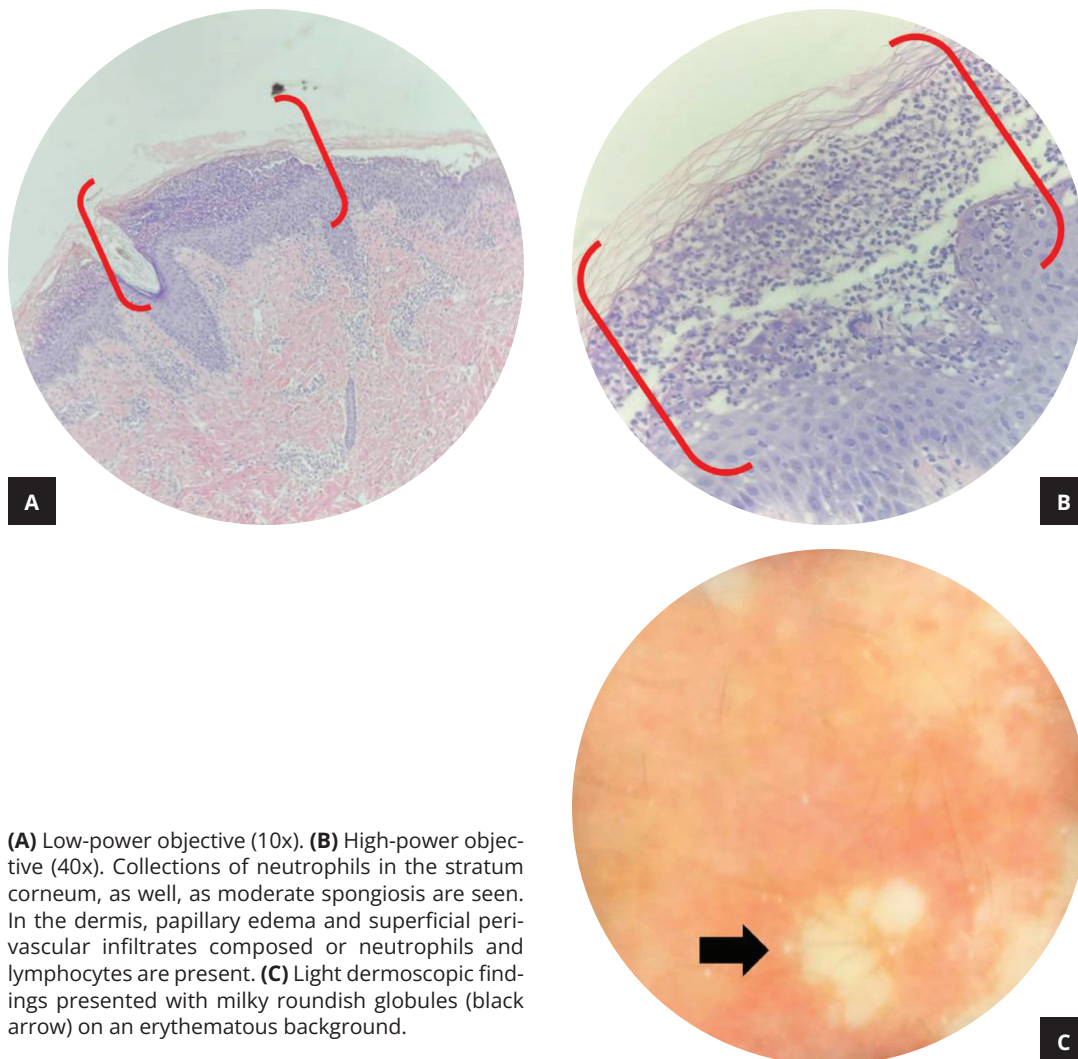 A
B
(A) Low-power objective (10x). (B) High-power objec-
tive (40x). Collections of neutrophils in the stratum
corneum, as well, as moderate spongiosis are seen.
In the dermis, papillary edema and superficial peri-
vascular infiltrates composed or neutrophils and
lymphocytes are present. (C) Light dermoscopic find-
ings presented with milky roundish globules (black
arrow) on an erythematous background.
C